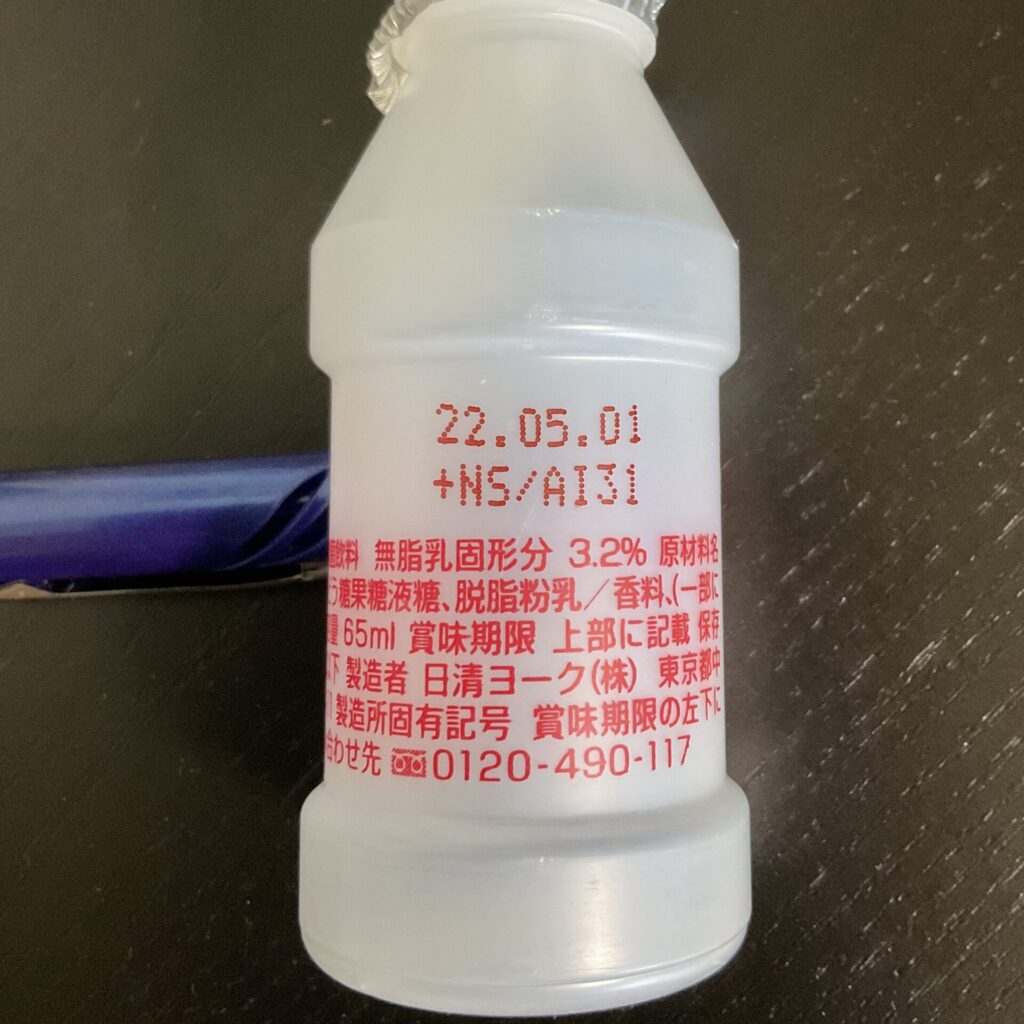 22.05.01
+NS/AI31
飲料 無脂乳固形分 3.2% 原材料名
う糖果糖液糖、脱脂粉乳／香料、(一部に
量 65ml 賞味期限 上部に記載 保存
下 製造者 日清ヨーク(株) 東京都中
製造所固有記号 賞味期限の左下に
合わせ先 0120-490-117